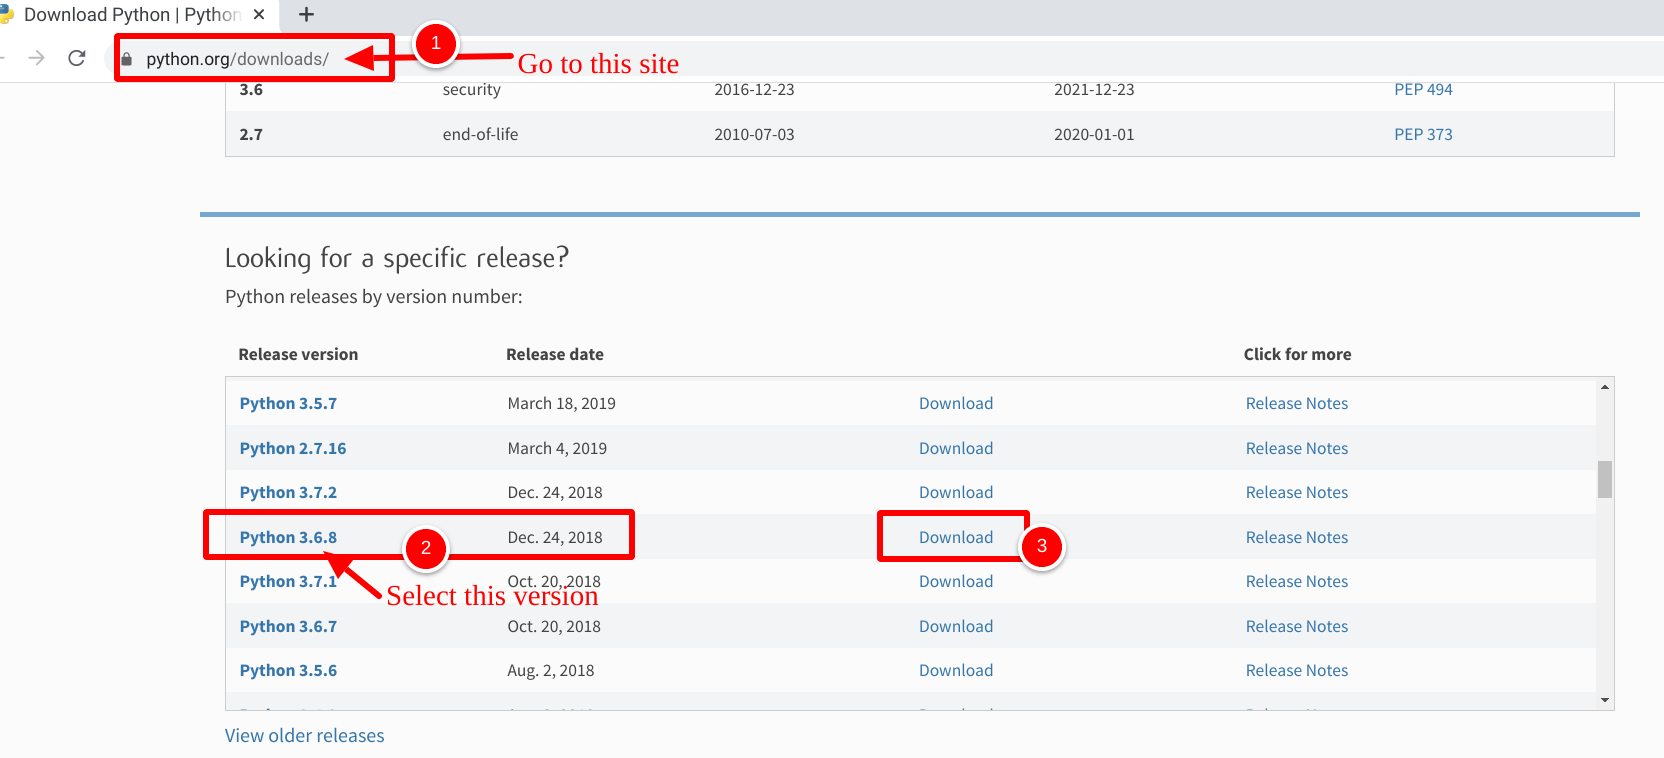 Download Python | Python
python.org/downloads/
1
Go to this site
3.6 security 2016-12-23 2021-12-23 PEP 494
2.7 end-of-life 2010-07-03 2020-01-01 PEP 373
Looking for a specific release?
Python releases by version number:
Release version Release date Click for more
Python 3.5.7 March 18, 2019 Download Release Notes
Python 2.7.16 March 4, 2019 Download Release Notes
Python 3.7.2 Dec. 24, 2018 Download Release Notes
Python 3.6.8 2 Dec. 24, 2018 Download 3 Release Notes
Python 3.7.1 Oct. 20, 2018 Download Release Notes
Select this version
Python 3.6.7 Oct. 20, 2018 Download Release Notes
Python 3.5.6 Aug. 2, 2018 Download Release Notes
View older releases